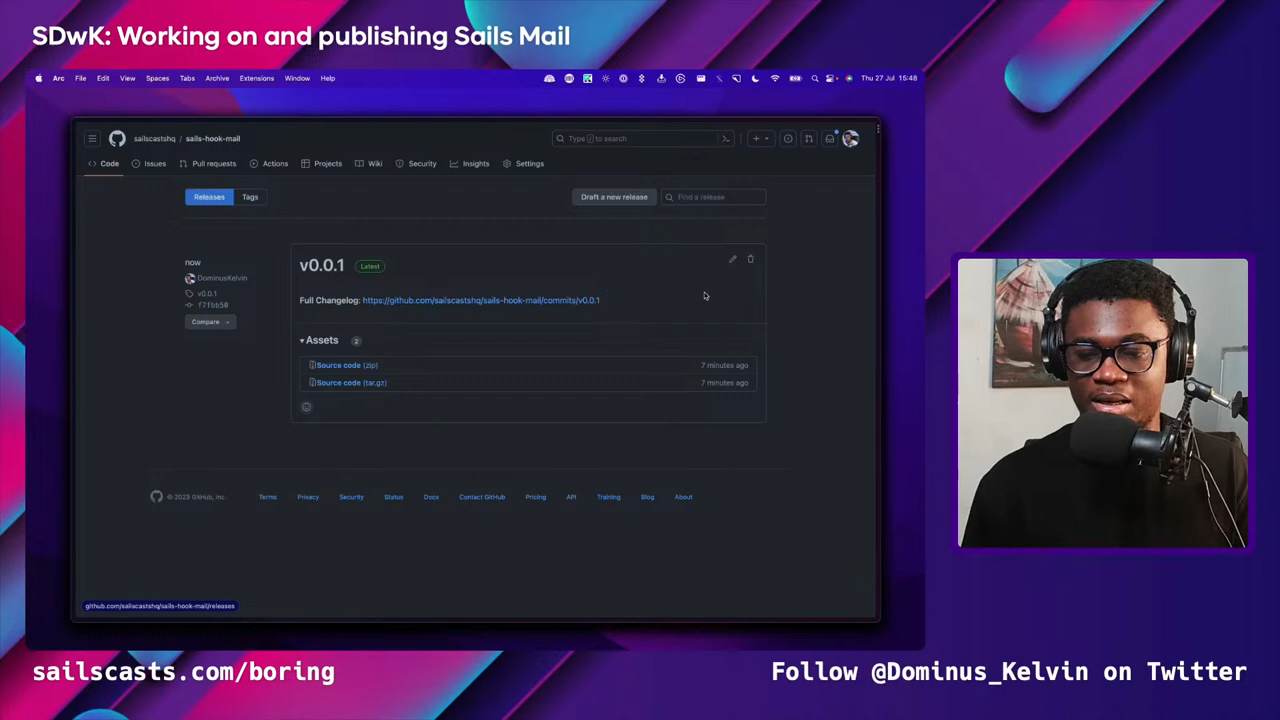 SDwK: Working on and publishing Sails Mail
Arc File Edit View Spaces Tabs Archive Extensions Window Help Thu 27 Jul 15:48
sailscastshq / sails-hook-mail Type / to search
Code Issues Pull requests Actions Projects Wiki Security Insights Settings
Releases Tags Draft a new release Find a release
now
DominusKelvin
v0.0.1
f7fbb50
Compare
v0.0.1 Latest
Full Changelog: https://github.com/sailscastshq/sails-hook-mail/commits/v0.0.1
Assets 2
Source code (zip) 7 minutes ago
Source code (tar.gz) 7 minutes ago
© 2023 GitHub, Inc. Terms Privacy Security Status Docs Contact GitHub Pricing API Training Blog About
github.com/sailscastshq/sails-hook-mail/releases
sailscasts.com/boring
Follow @Dominus_Kelvin on Twitter